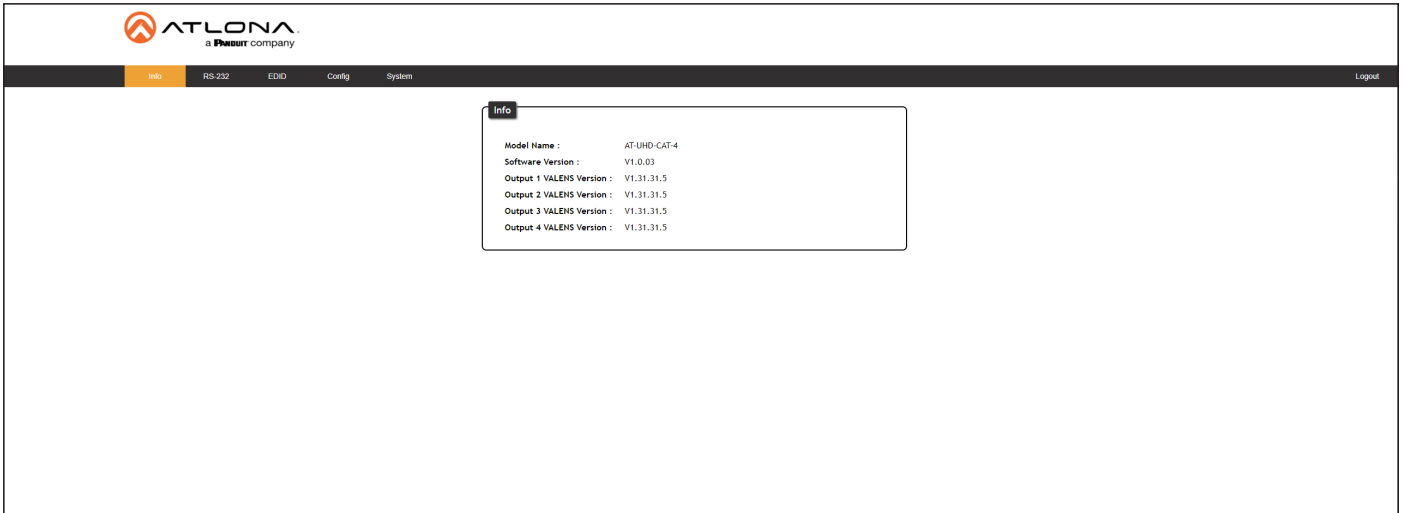 ATLONA.
a PANDUIT company
Info RS-232 EDID Config System Logout
Info
Model Name : AT-UHD-CAT-4
Software Version : V1.0.03
Output 1 VALENS Version : V1.31.31.5
Output 2 VALENS Version : V1.31.31.5
Output 3 VALENS Version : V1.31.31.5
Output 4 VALENS Version : V1.31.31.5